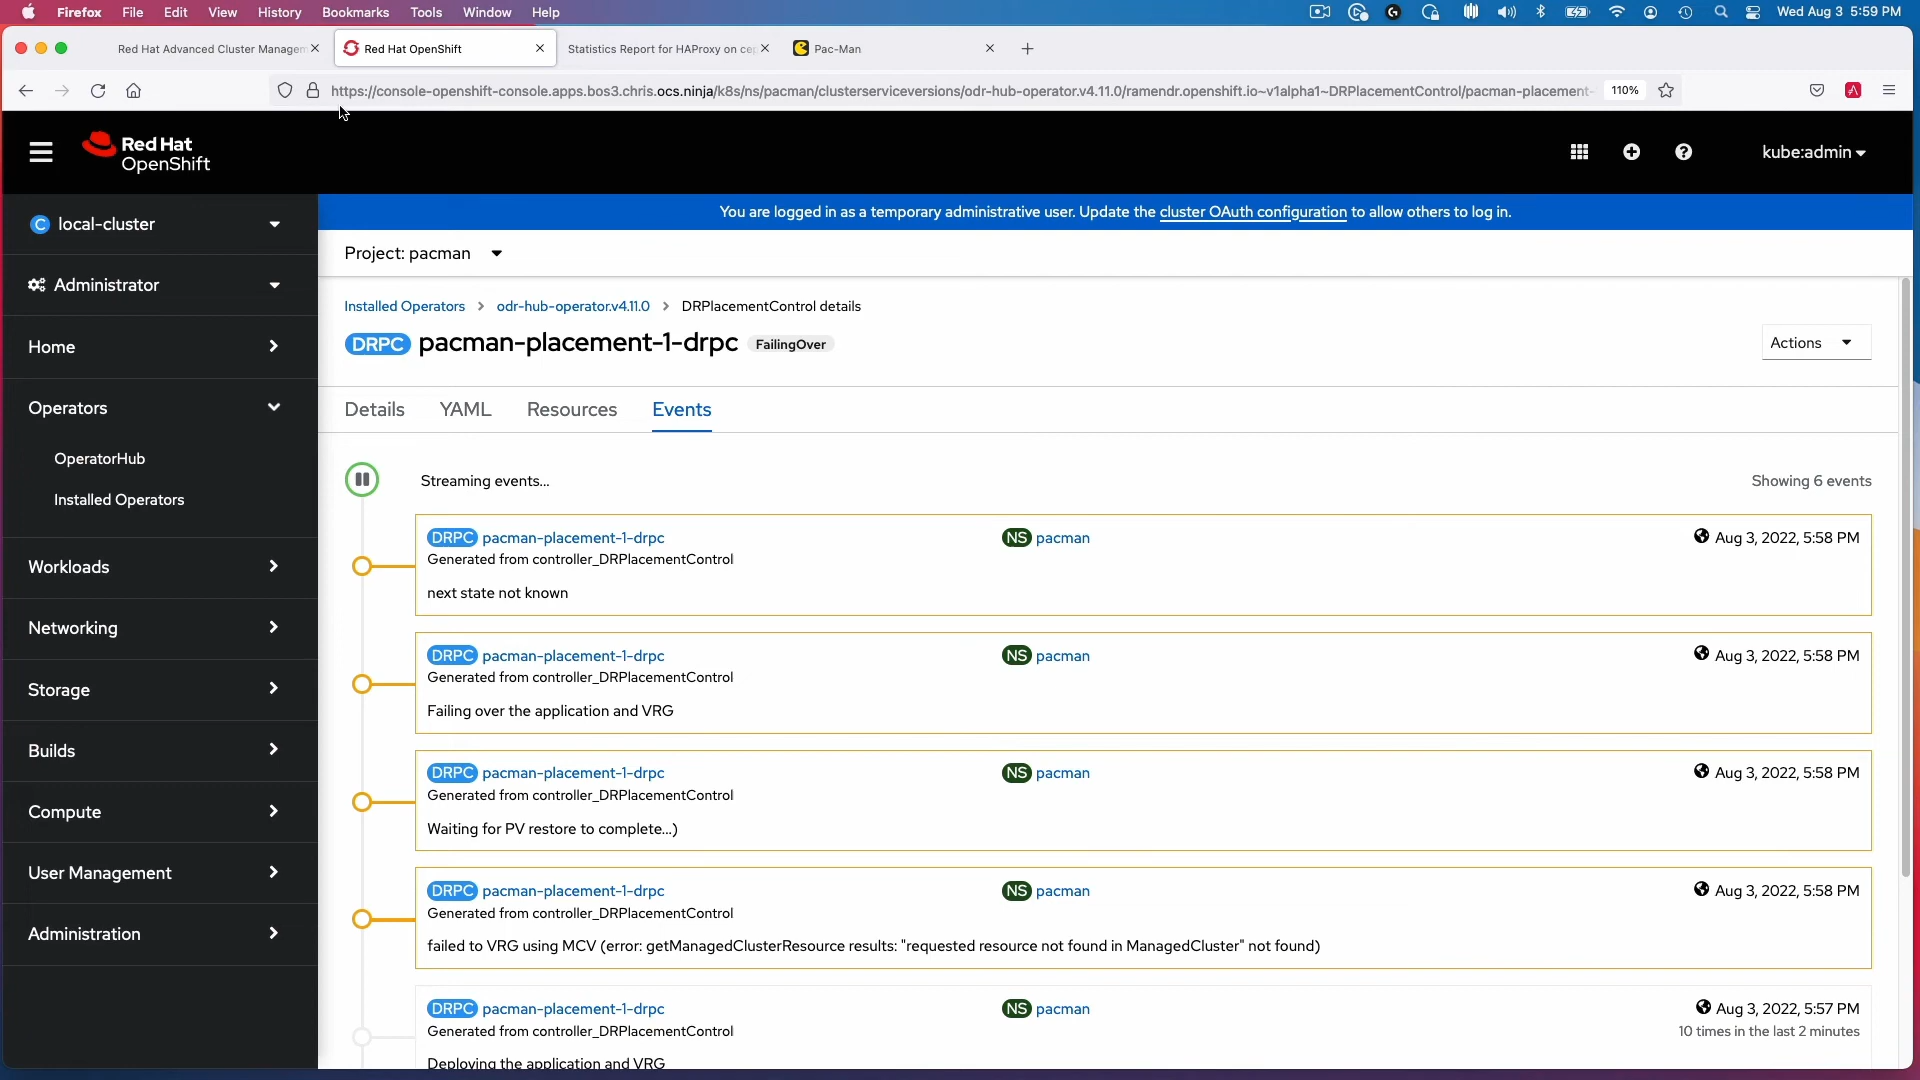 Firefox File Edit View History Bookmarks Tools Window Help
Wed Aug 3 5:59 PM
Red Hat Advanced Cluster Managem
Red Hat OpenShift
Statistics Report for HAProxy on cep
Pac-Man
https://console-openshift-console.apps.bos3.chris.ocs.ninja/k8s/ns/pacman/clusterserviceversions/odr-hub-operator.v4.11.0/ramendr.openshift.io~v1alpha1~DRPlacementControl/pacman-placement-
110%
Red Hat
OpenShift
kube:admin
C local-cluster
You are logged in as a temporary administrative user. Update the cluster OAuth configuration to allow others to log in.
Project: pacman
Administrator
Home
Operators
OperatorHub
Installed Operators
Workloads
Networking
Storage
Builds
Compute
User Management
Administration
Installed Operators > odr-hub-operator.v4.11.0 > DRPlacementControl details
DRPC pacman-placement-1-drpc FailingOver
Actions
Details YAML Resources Events
Streaming events...
Showing 6 events
DRPC pacman-placement-1-drpc NS pacman Aug 3, 2022, 5:58 PM
Generated from controller_DRPlacementControl
next state not known
DRPC pacman-placement-1-drpc NS pacman Aug 3, 2022, 5:58 PM
Generated from controller_DRPlacementControl
Failing over the application and VRG
DRPC pacman-placement-1-drpc NS pacman Aug 3, 2022, 5:58 PM
Generated from controller_DRPlacementControl
Waiting for PV restore to complete...)
DRPC pacman-placement-1-drpc NS pacman Aug 3, 2022, 5:58 PM
Generated from controller_DRPlacementControl
failed to VRG using MCV (error: getManagedClusterResource results: "requested resource not found in ManagedCluster" not found)
DRPC pacman-placement-1-drpc NS pacman Aug 3, 2022, 5:57 PM
Generated from controller_DRPlacementControl
10 times in the last 2 minutes
Deploying the application and VRG